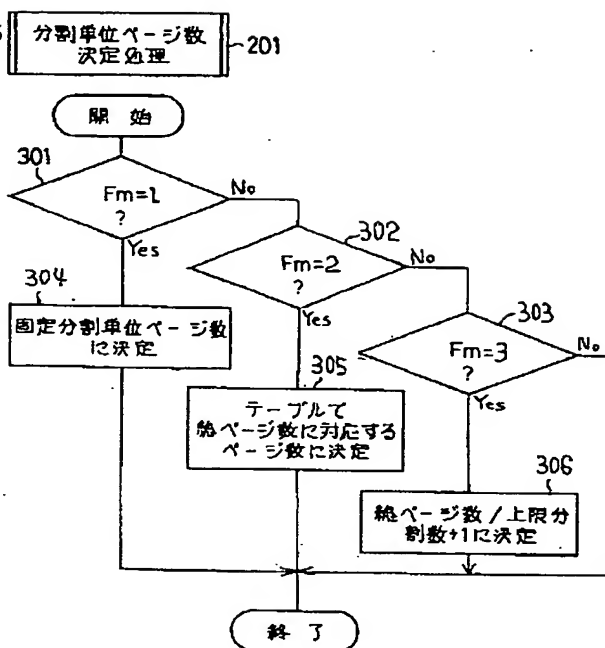 分割単位ページ数
決定処理
201
開始
301
Fm=1
?
No
Yes
302
Fm=2
?
No
Yes
303
Fm=3
?
No
Yes
304
固定分割単位ページ数
に決定
305
テーブルで
総ページ数に対応する
ページ数に決定
306
総ページ数/上限分
割数+1に決定
終了